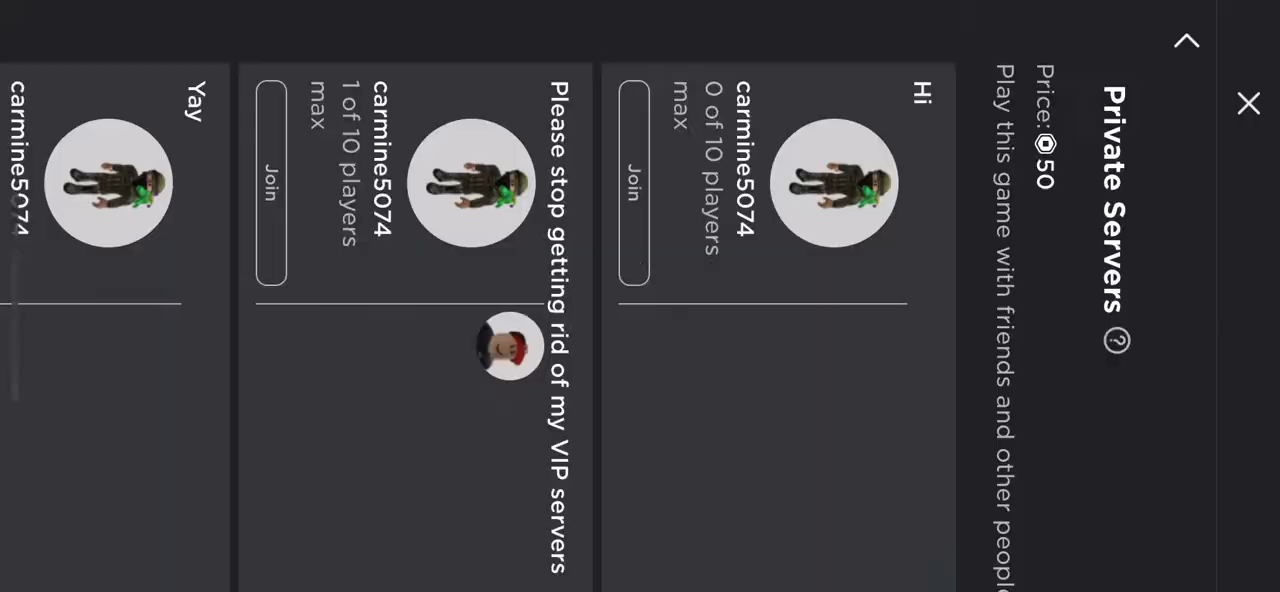 Private Servers
Price: 50
Play this game with friends and other people
Hi
carmine5074
0 of 10 players
max
Join
Please stop getting rid of my VIP servers
carmine5074
1 of 10 players
max
Join
Yay
carmine5074